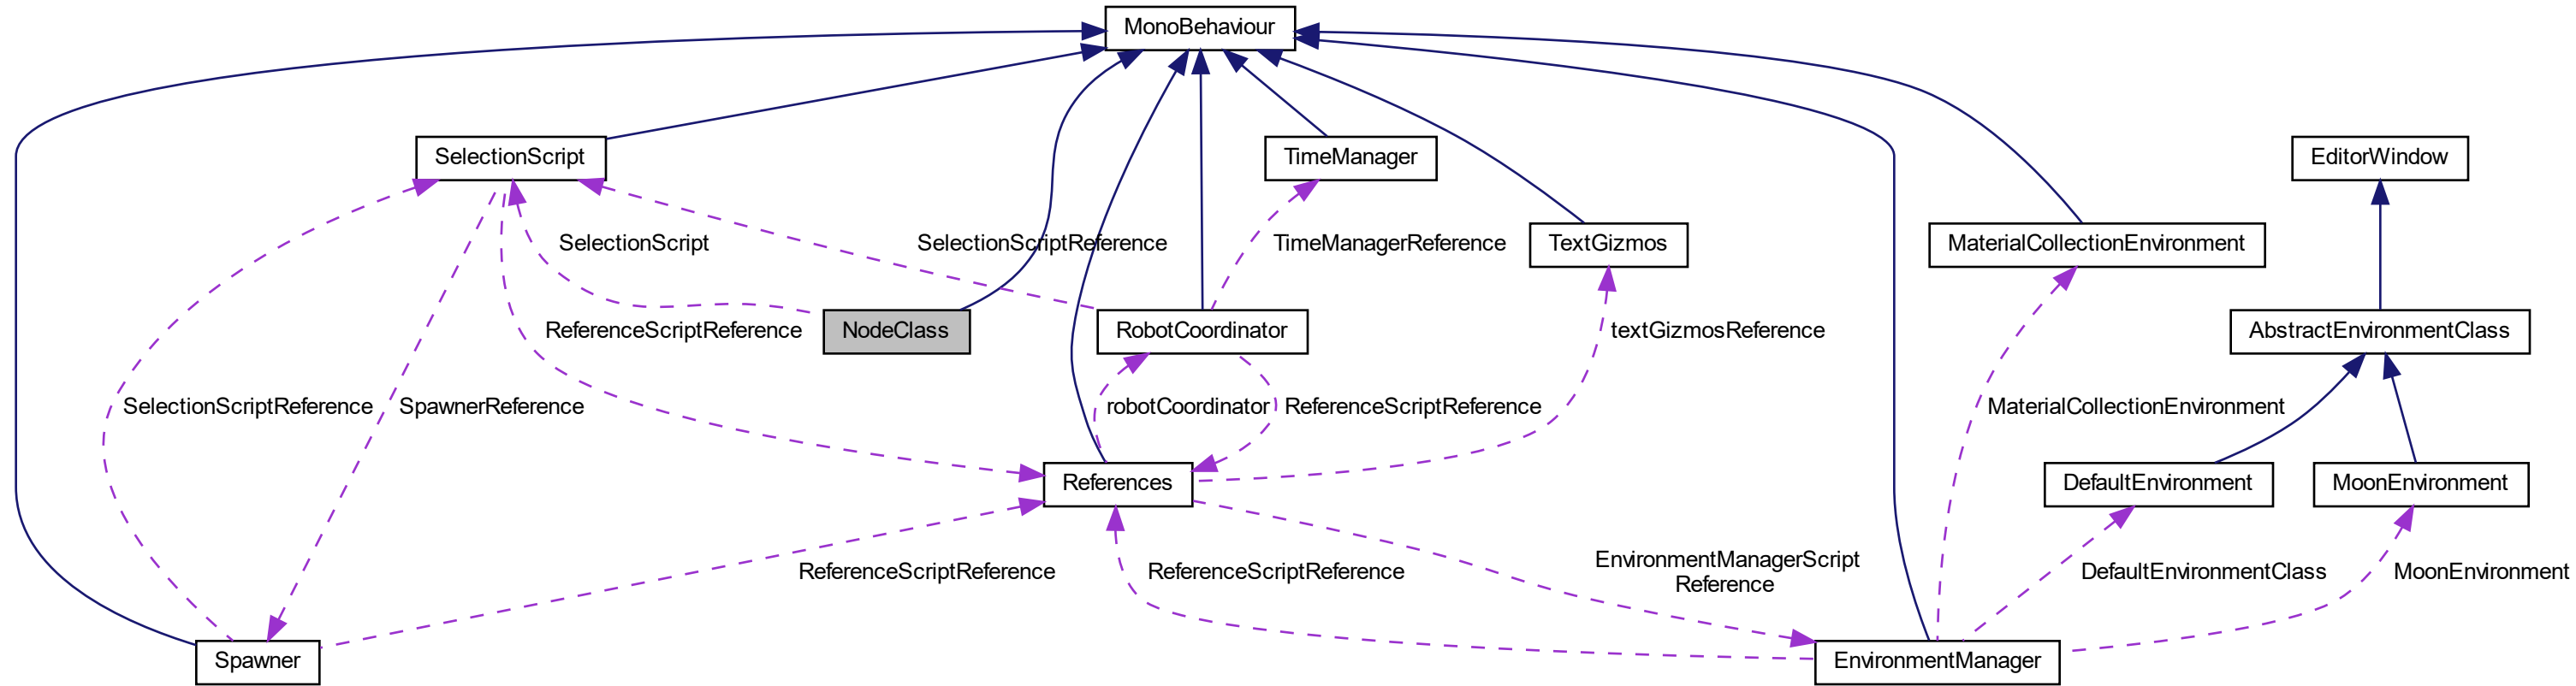 MonoBehaviour
SelectionScript
TimeManager
EditorWindow
SelectionScript
SelectionScriptReference
TimeManagerReference
TextGizmos
MaterialCollectionEnvironment
ReferenceScriptReference
NodeClass
RobotCoordinator
textGizmosReference
AbstractEnvironmentClass
SelectionScriptReference
SpawnerReference
robotCoordinator
ReferenceScriptReference
MaterialCollectionEnvironment
References
DefaultEnvironment
MoonEnvironment
ReferenceScriptReference
ReferenceScriptReference
EnvironmentManagerScript
Reference
DefaultEnvironmentClass
MoonEnvironment
Spawner
EnvironmentManager